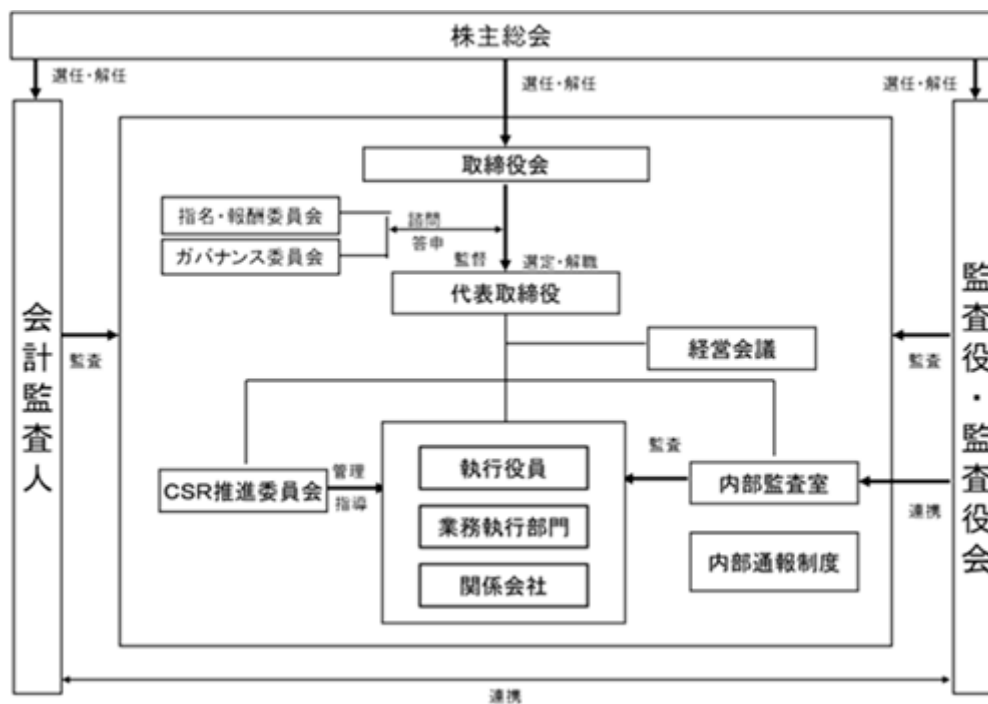 株主総会
選任・解任
選任・解任
選任・解任
取締役会
指名・報酬委員会
諮問
答申
ガバナンス委員会
監督
選定・解職
代表取締役
会計監査人
監査役・監査役会
監査
経営会議
監査
執行役員
監査
管理
CSR推進委員会
指導
内部監査室
連携
業務執行部門
内部通報制度
関係会社
連携